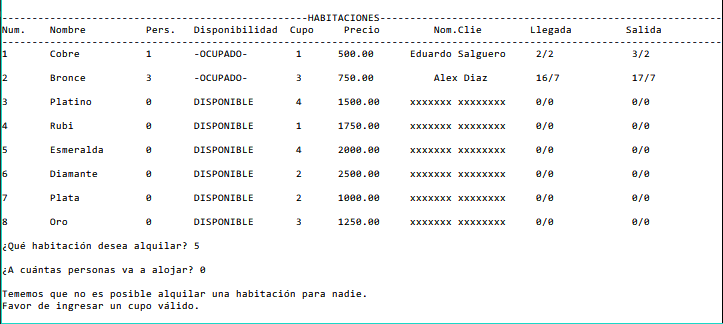 HABITACIONES
Num. Nombre Pers. Disponibilidad Cupo Precio Nom.Clie Llegada Salida
1 Cobre 1 -OCUPADO- 1 500.00 Eduardo Salguero 2/2 3/2
2 Bronce 3 -OCUPADO- 3 750.00 Alex Diaz 16/7 17/7
3 Platino 0 DISPONIBLE 4 1500.00 xxxxxxx xxxxxxxx 0/0 0/0
4 Rubi 0 DISPONIBLE 1 1750.00 xxxxxxx xxxxxxxx 0/0 0/0
5 Esmeralda 0 DISPONIBLE 4 2000.00 xxxxxxx xxxxxxxx 0/0 0/0
6 Diamante 0 DISPONIBLE 2 2500.00 xxxxxxx xxxxxxxx 0/0 0/0
7 Plata 0 DISPONIBLE 2 1000.00 xxxxxxx xxxxxxxx 0/0 0/0
8 Oro 0 DISPONIBLE 3 1250.00 xxxxxxx xxxxxxxx 0/0 0/0
¿Qué habitación desea alquilar? 5
¿A cuántas personas va a alojar? 0
Tememos que no es posible alquilar una habitación para nadie.
Favor de ingresar un cupo válido.